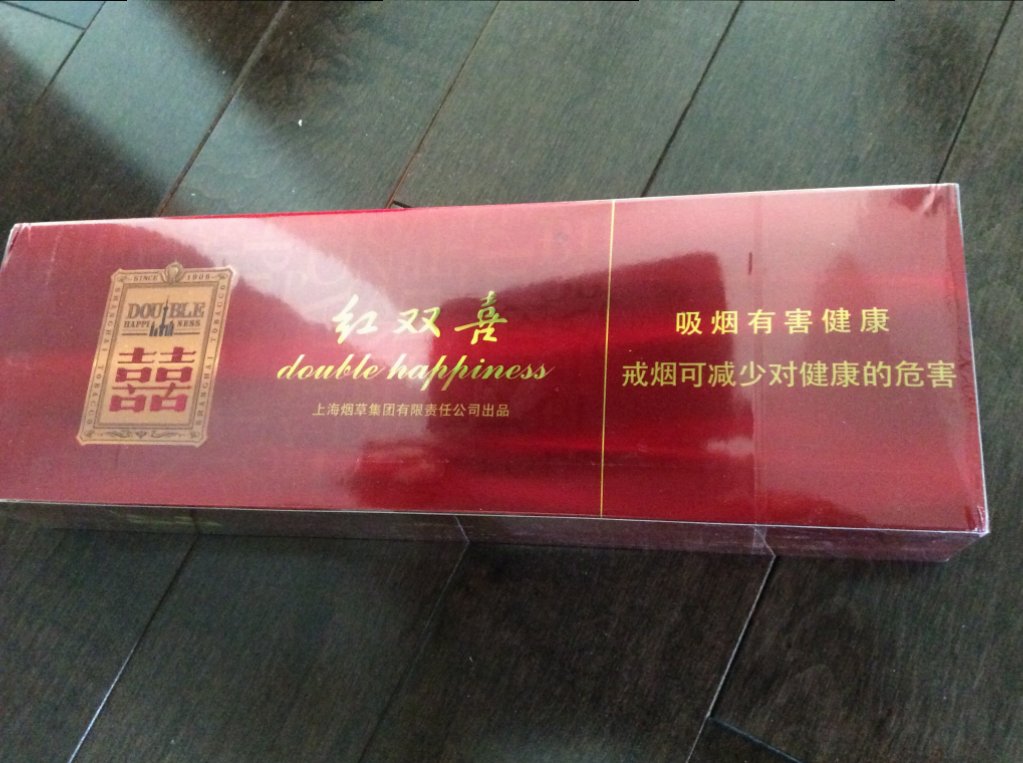 SINCE 1906
DOUBLE
HAPPINESS
SHANGHAI TOBACCO
SHANGHAI TOBACCO
囍
红双喜
double happiness
上海烟草集团有限责任公司出品
吸烟有害健康
戒烟可减少对健康的危害